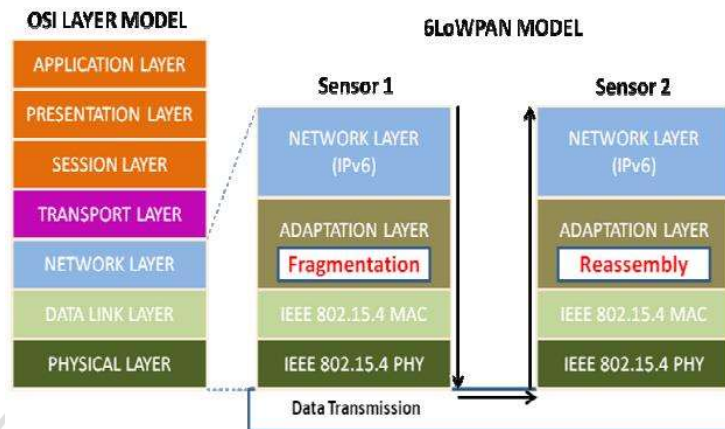 OSI LAYER MODEL
APPLICATION LAYER
PRESENTATION LAYER
SESSION LAYER
TRANSPORT LAYER
NETWORK LAYER
DATA LINK LAYER
PHYSICAL LAYER
6LoWPAN MODEL
Sensor 1
NETWORK LAYER
(IPv6)
ADAPTATION LAYER
Fragmentation
IEEE 802.15.4 MAC
IEEE 802.15.4 PHY
Sensor 2
NETWORK LAYER
(IPv6)
ADAPTATION LAYER
Reassembly
IEEE 802.15.4 MAC
IEEE 802.15.4 PHY
Data Transmission